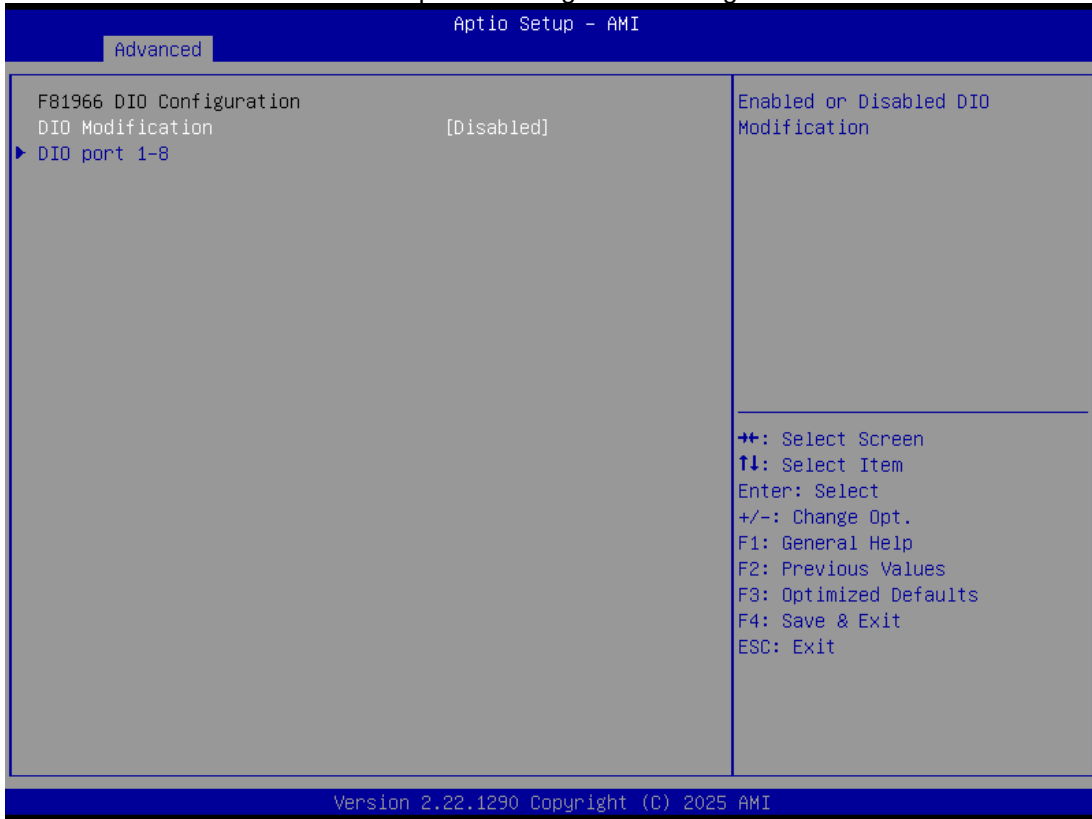 Aptio Setup – AMI
Advanced
F81966 DIO Configuration
DIO Modification [Disabled]
▶ DIO port 1-8
Enabled or Disabled DIO
Modification
→←: Select Screen
↑↓: Select Item
Enter: Select
+/-: Change Opt.
F1: General Help
F2: Previous Values
F3: Optimized Defaults
F4: Save & Exit
ESC: Exit
Version 2.22.1290 Copyright (C) 2025 AMI